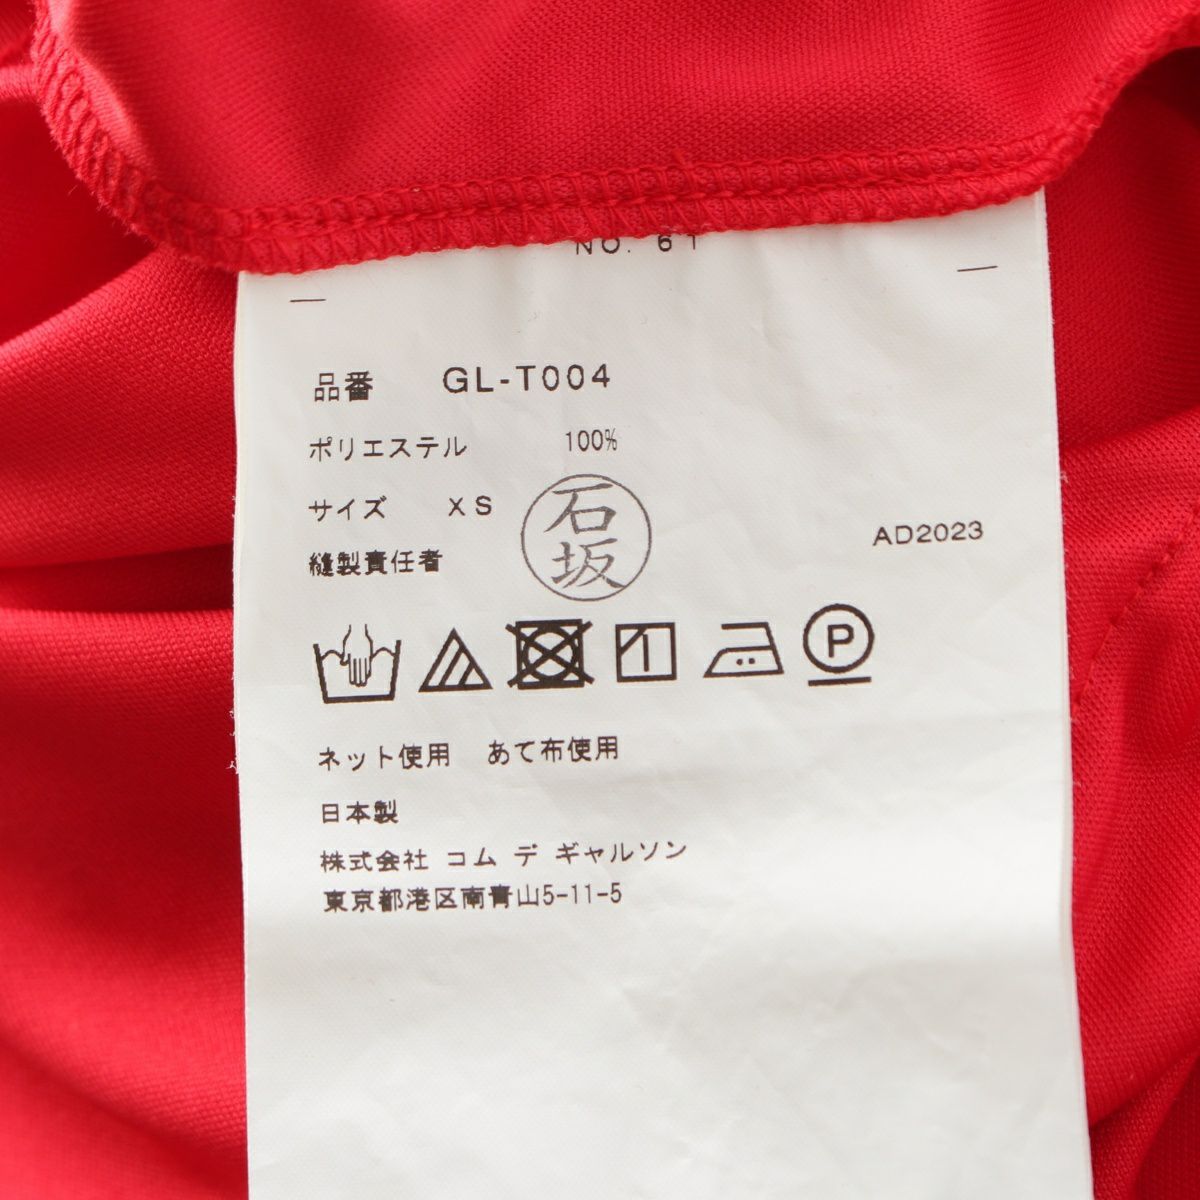 NO. 61
品番 GL-T004
ポリエステル 100%
サイズ XS
石坂
AD2023
縫製責任者
P
ネット使用 あて布使用
日本製
株式会社 コム デ ギャルソン
東京都港区南青山5-11-5